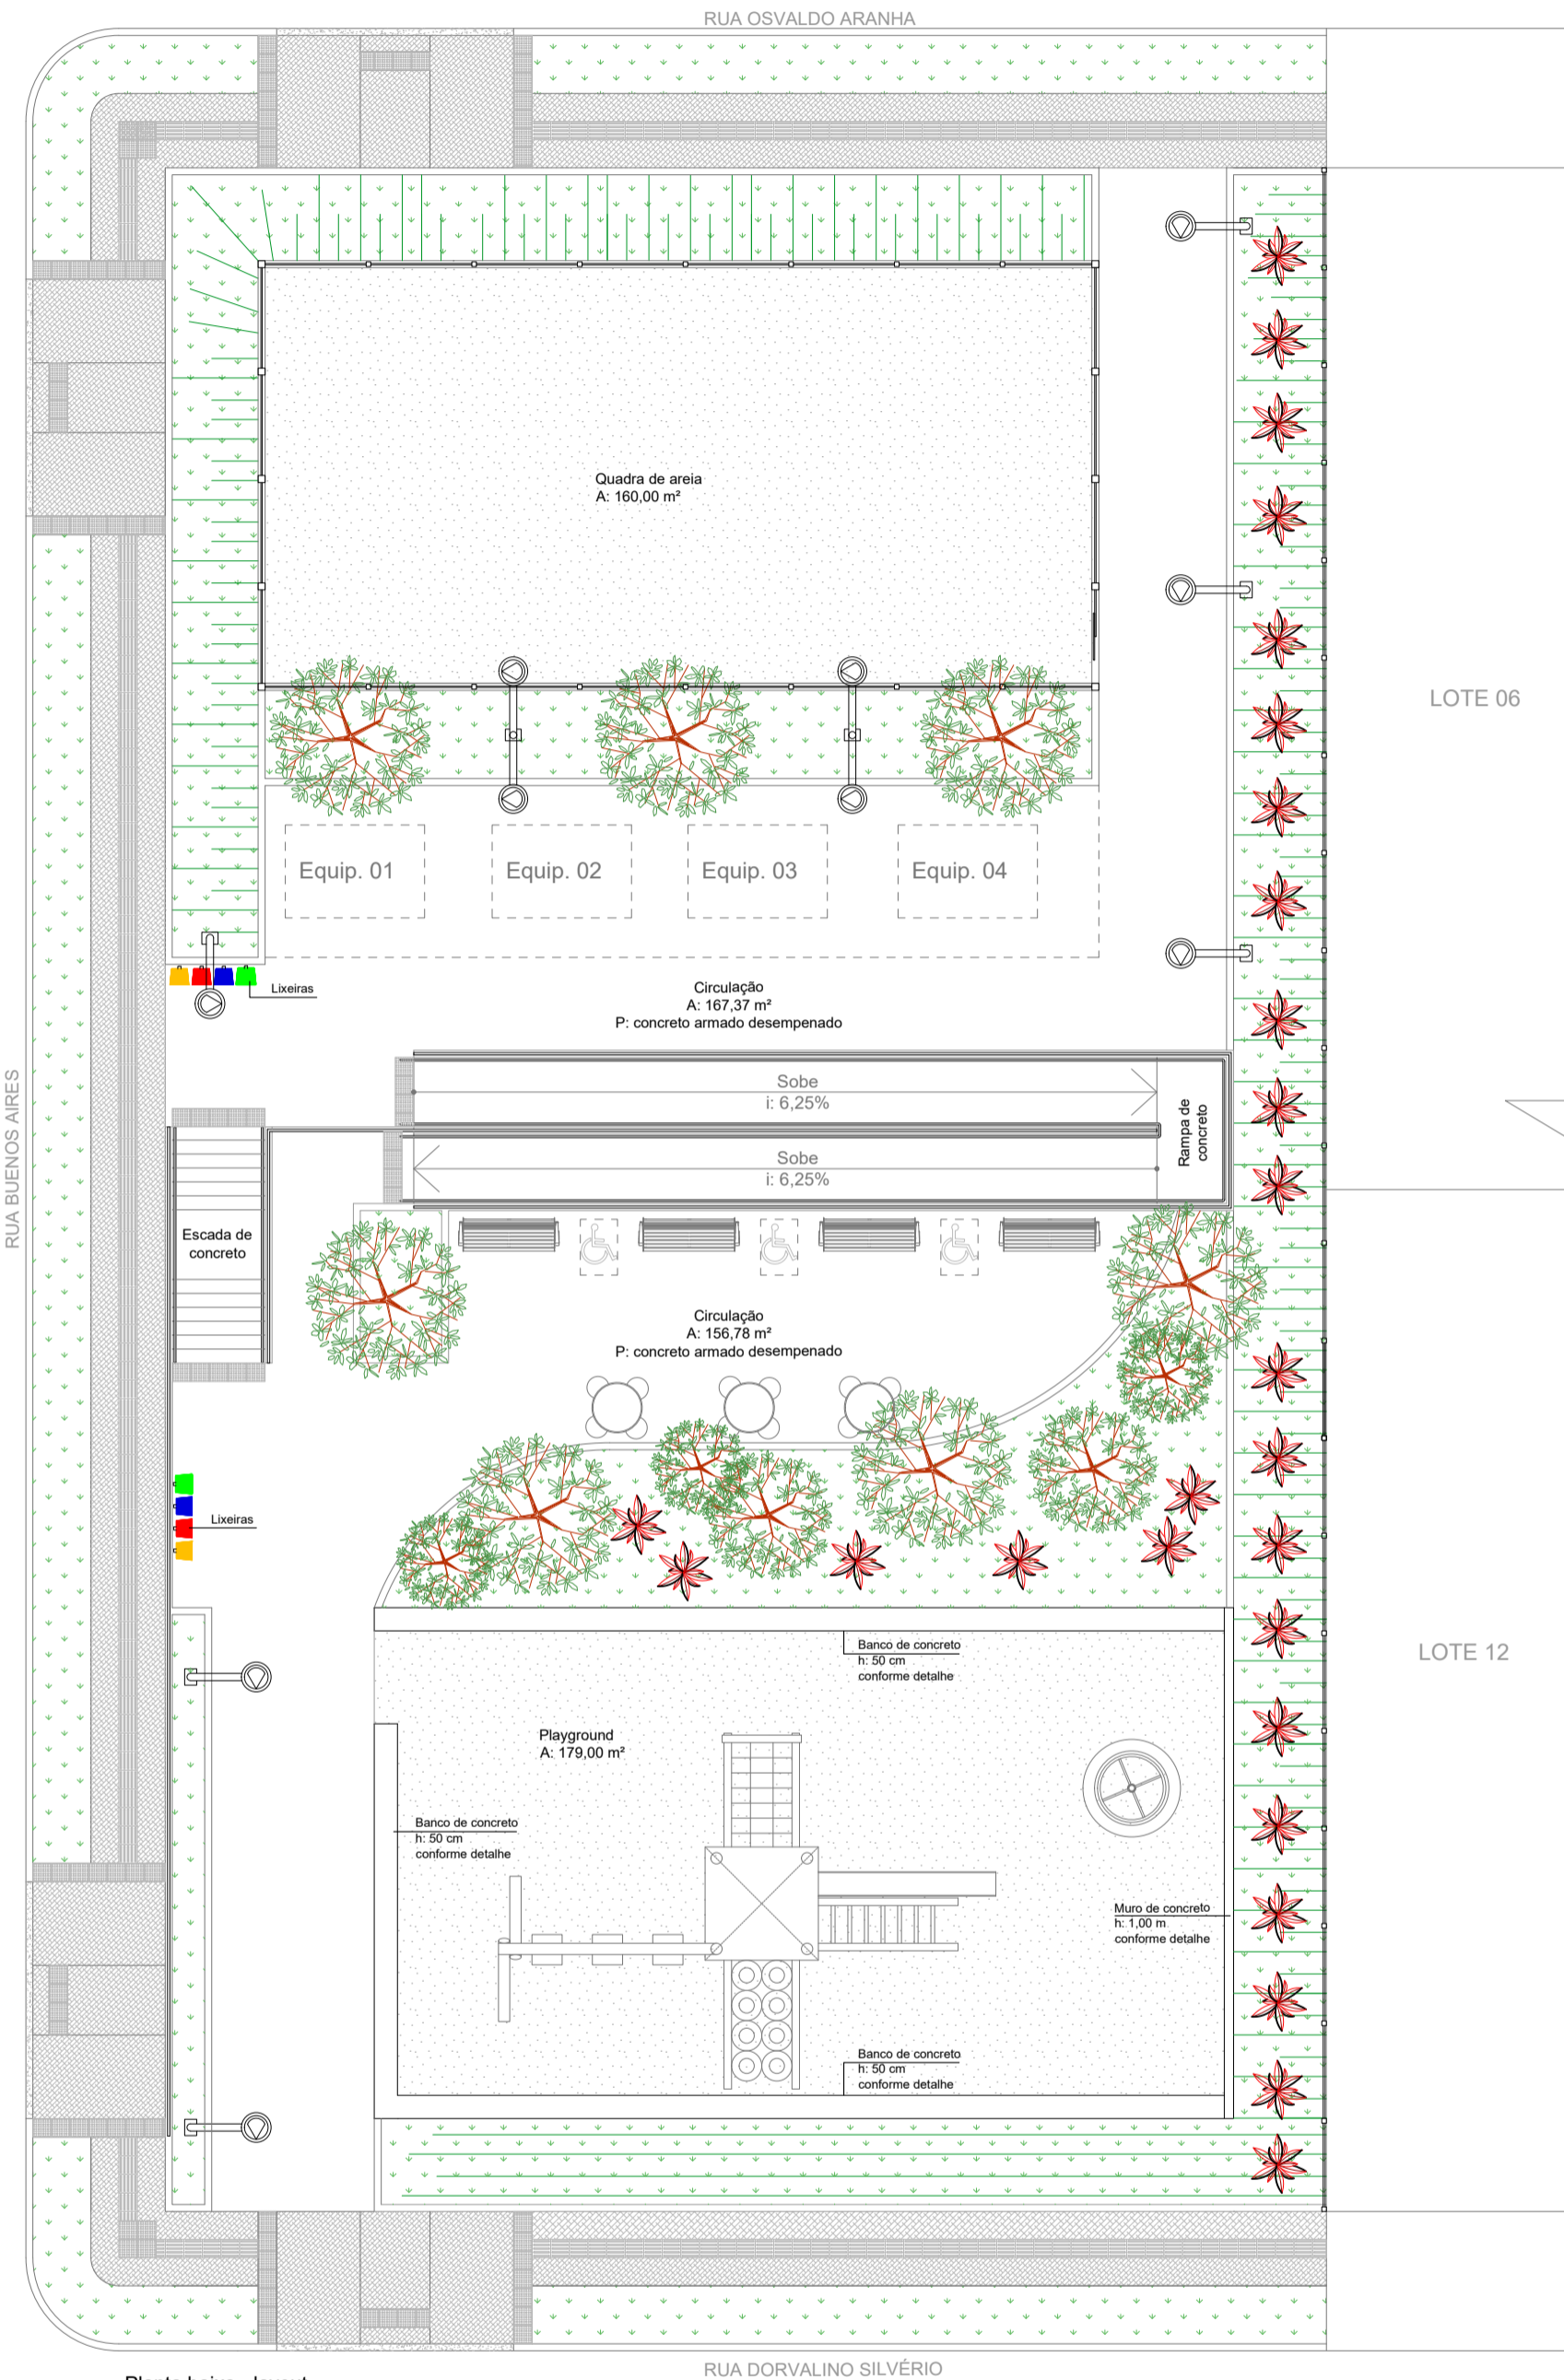 RUA OSVALDO ARANHA
Quadra de areia
A: 160,00 m²
LOTE 06
Equip. 01
Equip. 02
Equip. 03
Equip. 04
Lixeiras
Circulação
A: 167,37 m²
P: concreto armado desempenado
RUA BUENOS AIRES
Sobe
i: 6,25%
Rampa de
concreto
Sobe
i: 6,25%
Escada de
concreto
Circulação
A: 156,78 m²
P: concreto armado desempenado
Lixeiras
Banco de concreto
h: 50 cm
conforme detalhe
LOTE 12
Playground
A: 179,00 m²
Banco de concreto
h: 50 cm
conforme detalhe
Muro de concreto
h: 1,00 m
conforme detalhe
Banco de concreto
h: 50 cm
conforme detalhe
RUA DORVALINO SILVÉRIO